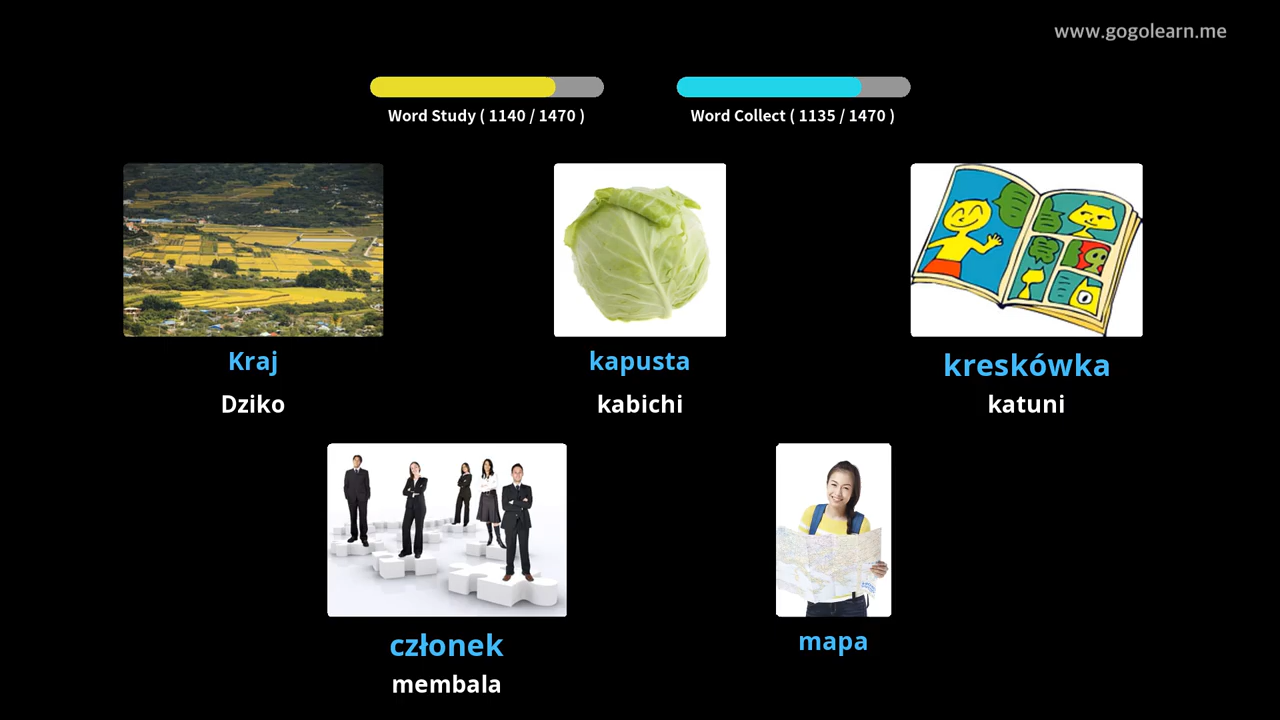 www.gogolearn.me
Word Study ( 1140 / 1470 )
Word Collect ( 1135 / 1470 )
Kraj
Dziko
kapusta
kabichi
kreskówka
katuni
członek
membala
mapa